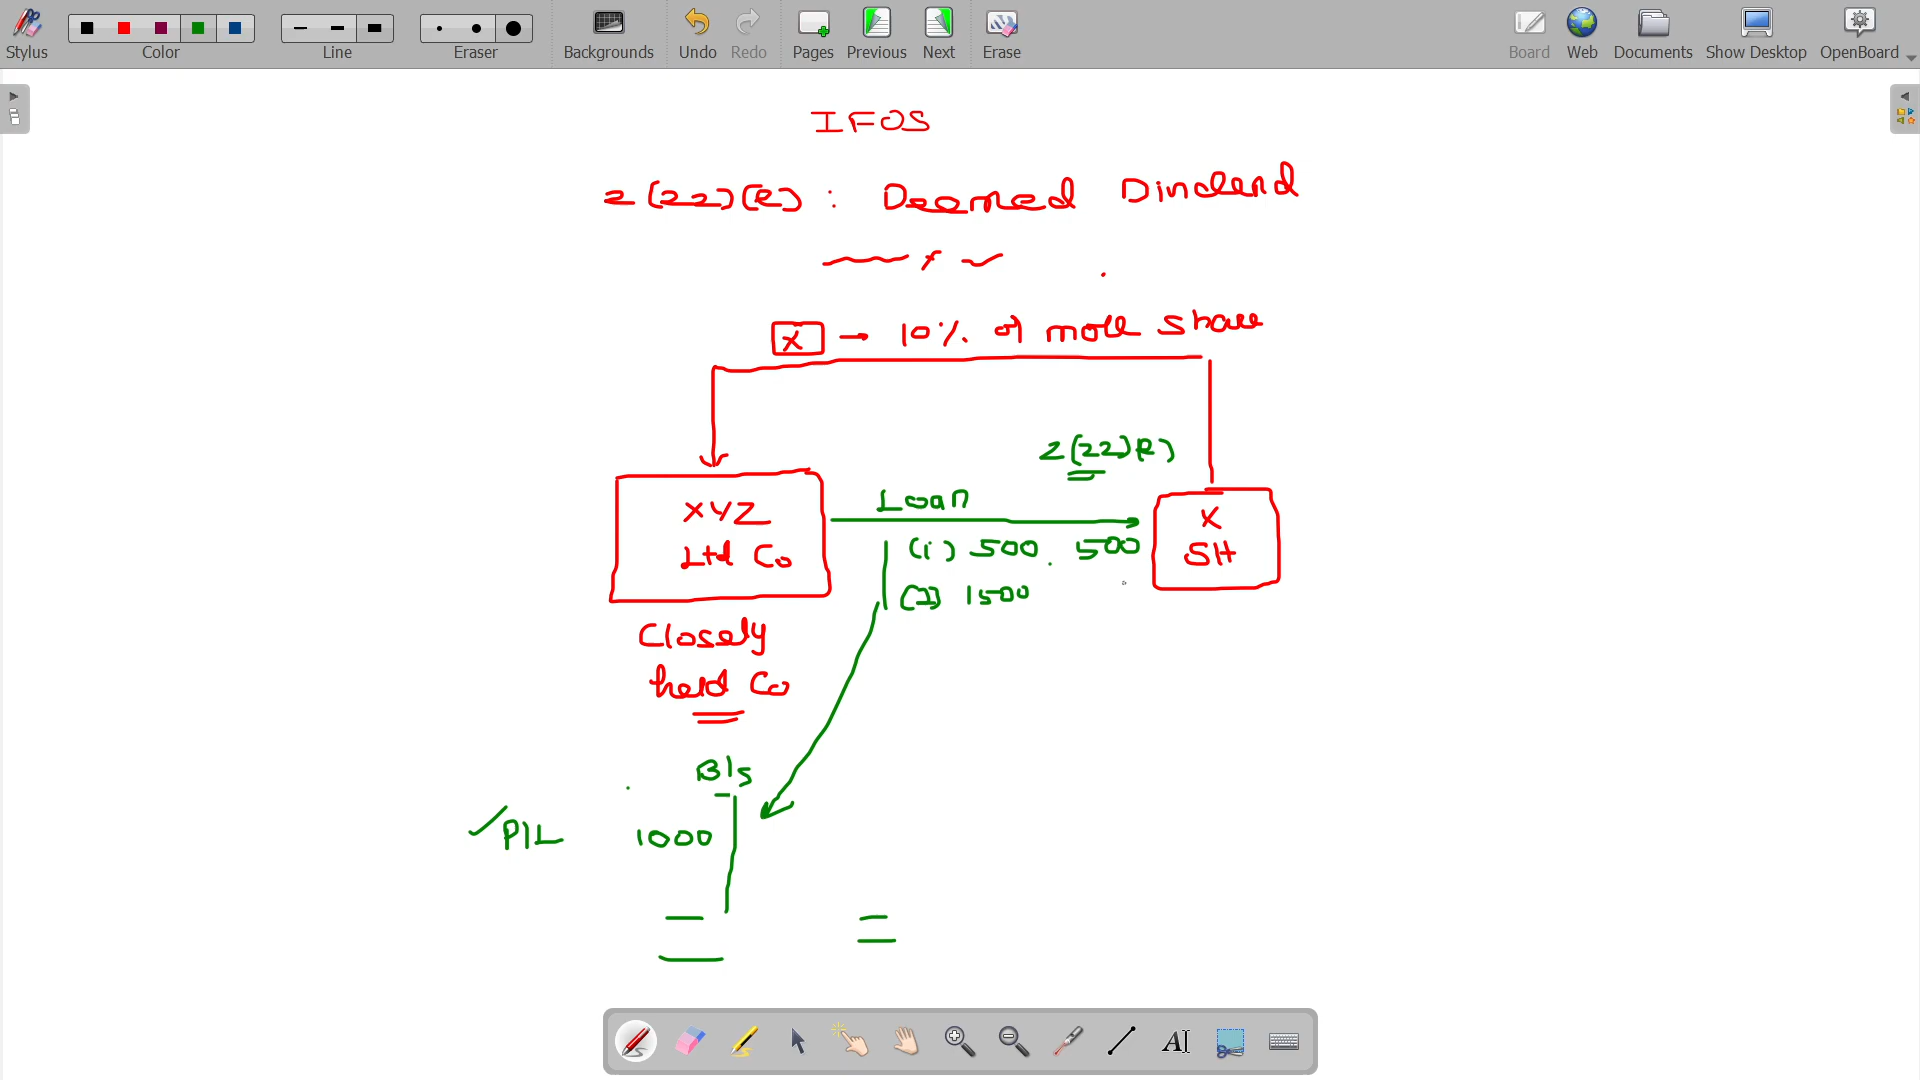 Stylus Color Line Eraser Backgrounds Undo Redo Pages Previous Next Erase Board Web Documents Show Desktop OpenBoard
IFOS
2(22)(e) : Deemed Dividend
X → 10% of more share
2(22)(e)
XYZ
Ltd Co
Loan
(i) 500 . 500
(2) 1500
X
SH
Closely
held Co
B/s
P/L 1000